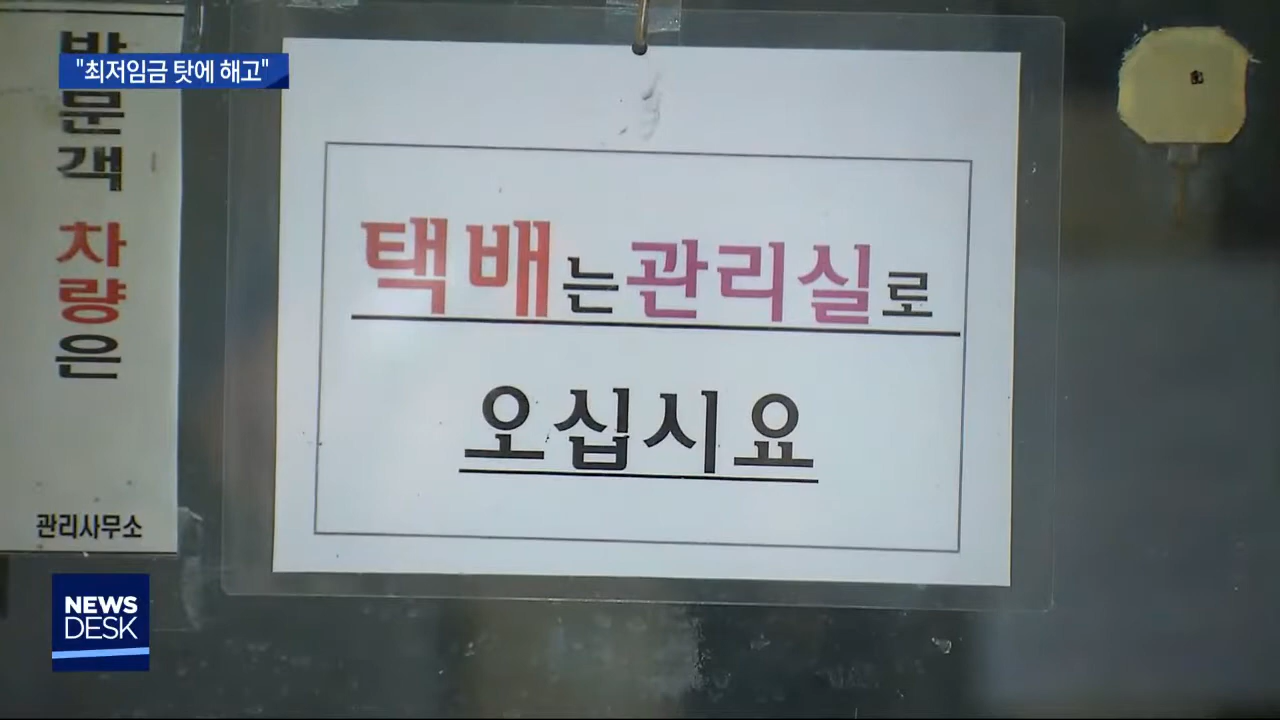 "최저임금 탓에 해고"
방문객 차량은
관리사무소
택배는관리실로
오십시요
NEWS
DESK